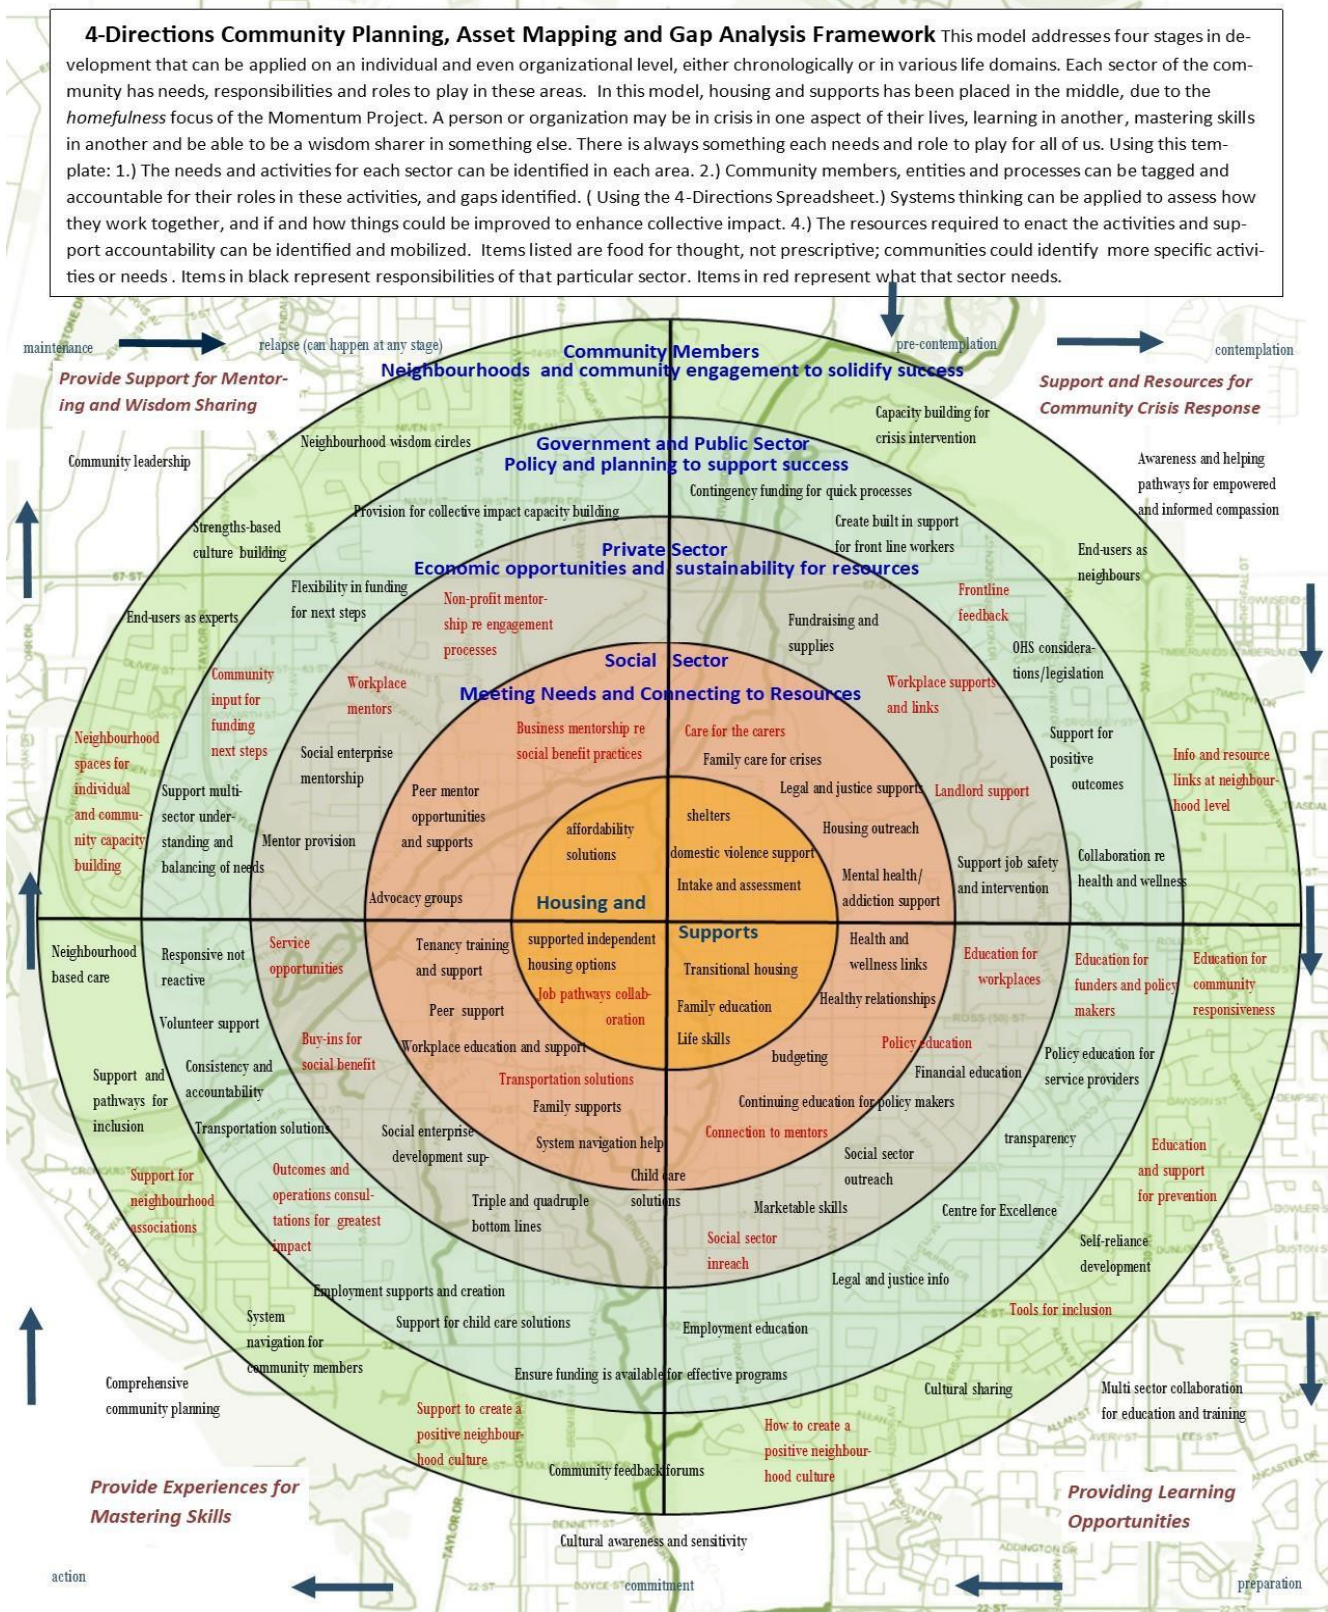 4-Directions Community Planning, Asset Mapping and Gap Analysis Framework This model addresses four stages in de-
velopment that can be applied on an individual and even organizational level, either chronologically or in various life domains. Each sector of the com-
munity has needs, responsibilities and roles to play in these areas. In this model, housing and supports has been placed in the middle, due to the
homefulness focus of the Momentum Project. A person or organization may be in crisis in one aspect of their lives, learning in another, mastering skills
in another and be able to be a wisdom sharer in something else. There is always something each needs and role to play for all of us. Using this tem-
plate: 1.) The needs and activities for each sector can be identified in each area. 2.) Community members, entities and processes can be tagged and
accountable for their roles in these activities, and gaps identified. ( Using the 4-Directions Spreadsheet.) Systems thinking can be applied to assess how
they work together, and if and how things could be improved to enhance collective impact. 4.) The resources required to enact the activities and sup-
port accountability can be identified and mobilized. Items listed are food for thought, not prescriptive; communities could identify more specific activi-
ties or needs . Items in black represent responsibilities of that particular sector. Items in red represent what that sector needs.
maintenance
relapse (can happen at any stage)
pre-contemplation
contemplation
Provide Support for Mentor-
ing and Wisdom Sharing
Support and Resources for
Community Crisis Response
Community Members
Neighbourhoods and community engagement to solidify success
Government and Public Sector
Policy and planning to support success
Private Sector
Economic opportunities and sustainability for resources
Social Sector
Meeting Needs and Connecting to Resources
Housing and
Supports
Community leadership
Neighbourhood wisdom circles
Strengths-based
culture building
End-users as experts
Neighbourhood
spaces for
individual
and commu-
nity capacity
building
Provision for collective impact capacity building
Flexibility in funding
for next steps
Community
input for
funding
next steps
Support multi-
sector under-
standing and
balancing of needs
Non-profit mentor-
ship re engagement
processes
Workplace
mentors
Social enterprise
mentorship
Mentor provision
Business mentorship re
social benefit practices
Peer mentor
opportunities
and supports
Advocacy groups
affordability
solutions
Capacity building for
crisis intervention
Awareness and helping
pathways for empowered
and informed compassion
End-users as
neighbours
Info and resource
links at neighbour-
hood level
Contingency funding for quick processes
Create built in support
for front line workers
Frontline
feedback
OHS considera-
tions/legislation
Support for
positive
outcomes
Collaboration re
health and wellness
Fundraising and
supplies
Workplace supports
and links
Landlord support
Support job safety
and intervention
Care for the carers
Family care for crises
Legal and justice supports
Housing outreach
Mental health/
addiction support
shelters
domestic violence support
Intake and assessment
Neighbourhood
based care
Support and
pathways for
inclusion
Support for
neighbourhood
associations
System
navigation for
community members
Support to create a
positive neighbour-
hood culture
Community feedback forums
Comprehensive
community planning
Responsive not
reactive
Volunteer support
Consistency and
accountability
Transportation solutions
Outcomes and
operations consul-
tations for greatest
impact
Employment supports and creation
Support for child care solutions
Ensure funding is available for effective programs
Service
opportunities
Buy-ins for
social benefit
Social enterprise
development sup-
Triple and quadruple
bottom lines
Child care
solutions
Tenancy training
and support
Peer support
Workplace education and support
Transportation solutions
Family supports
System navigation help
supported independent
housing options
Job pathways collab-
oration
Transitional housing
Family education
Life skills
Health and
wellness links
Healthy relationships
budgeting
Policy education
Financial education
Continuing education for policy makers
Connection to mentors
Education for
workplaces
Social sector
outreach
Marketable skills
Social sector
inreach
Education for
funders and policy
makers
Policy education for
service providers
transparency
Centre for Excellence
Legal and justice info
Employment education
Education for
community
responsiveness
Education
and support
for prevention
Self-reliance
development
Tools for inclusion
Cultural sharing
How to create a
positive neighbour-
hood culture
Multi sector collaboration
for education and training
Provide Experiences for
Mastering Skills
Providing Learning
Opportunities
Cultural awareness and sensitivity
action
commitment
preparation
67-ST
TAYLOR DR
BENNETT-ST
BOYCE-ST
22-ST
22-ST
32-ST
ADDINGTON DR